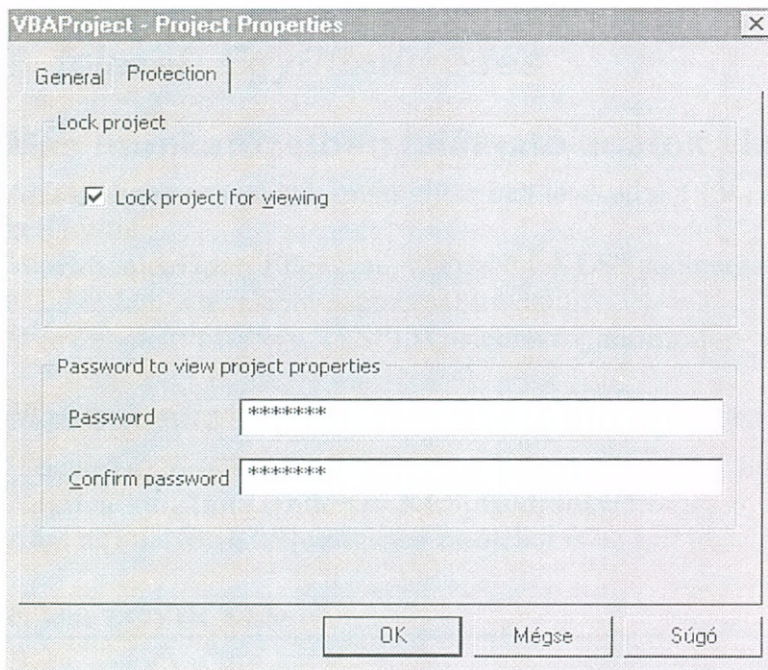 VBAProject - Project Properties
General Protection
Lock project
Lock project for viewing
Password to view project properties
Password *******
Confirm password *******
OK Mégse Súgó